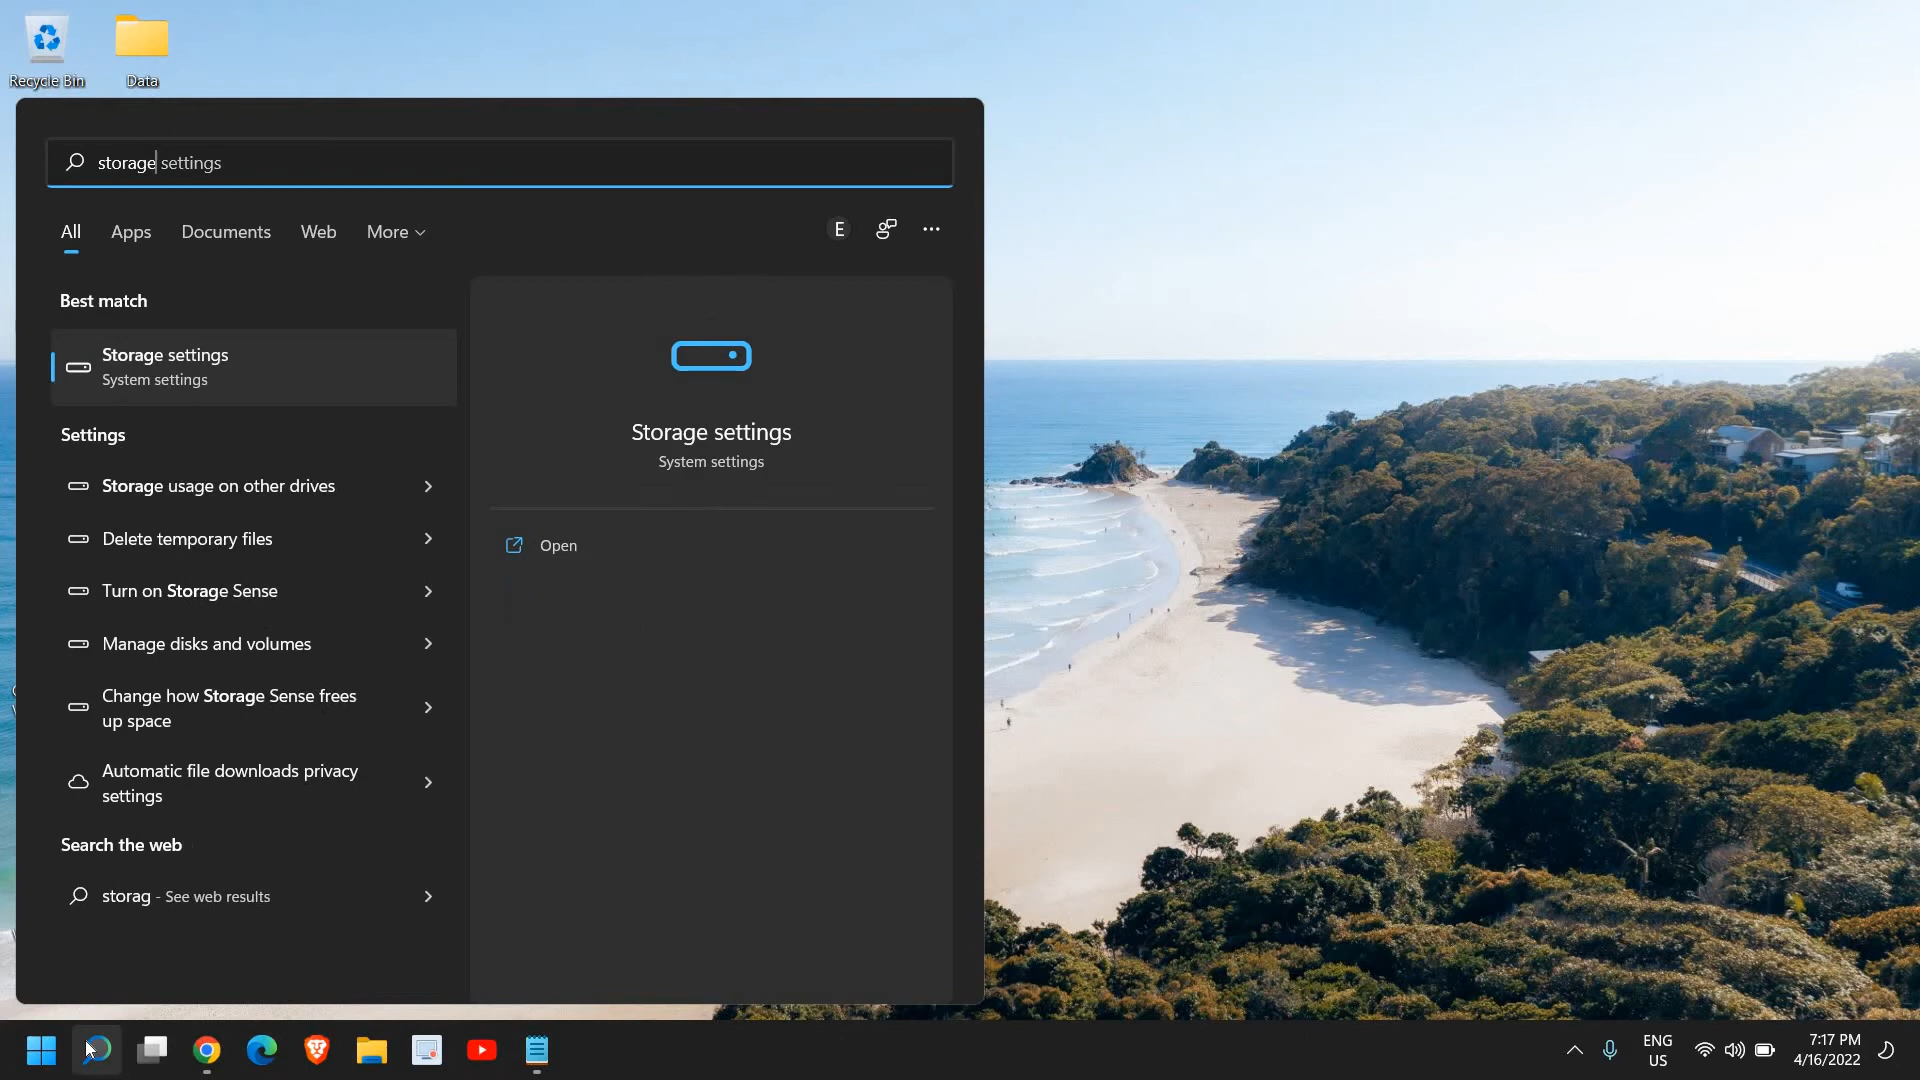 Recycle Bin
Data
storage settings
All
Apps
Documents
Web
More
E
Best match
Storage settings
System settings
Settings
Storage usage on other drives
Delete temporary files
Turn on Storage Sense
Manage disks and volumes
Change how Storage Sense frees
up space
Automatic file downloads privacy
settings
Search the web
storag - See web results
Storage settings
System settings
Open
ENG
US
7:17 PM
4/16/2022